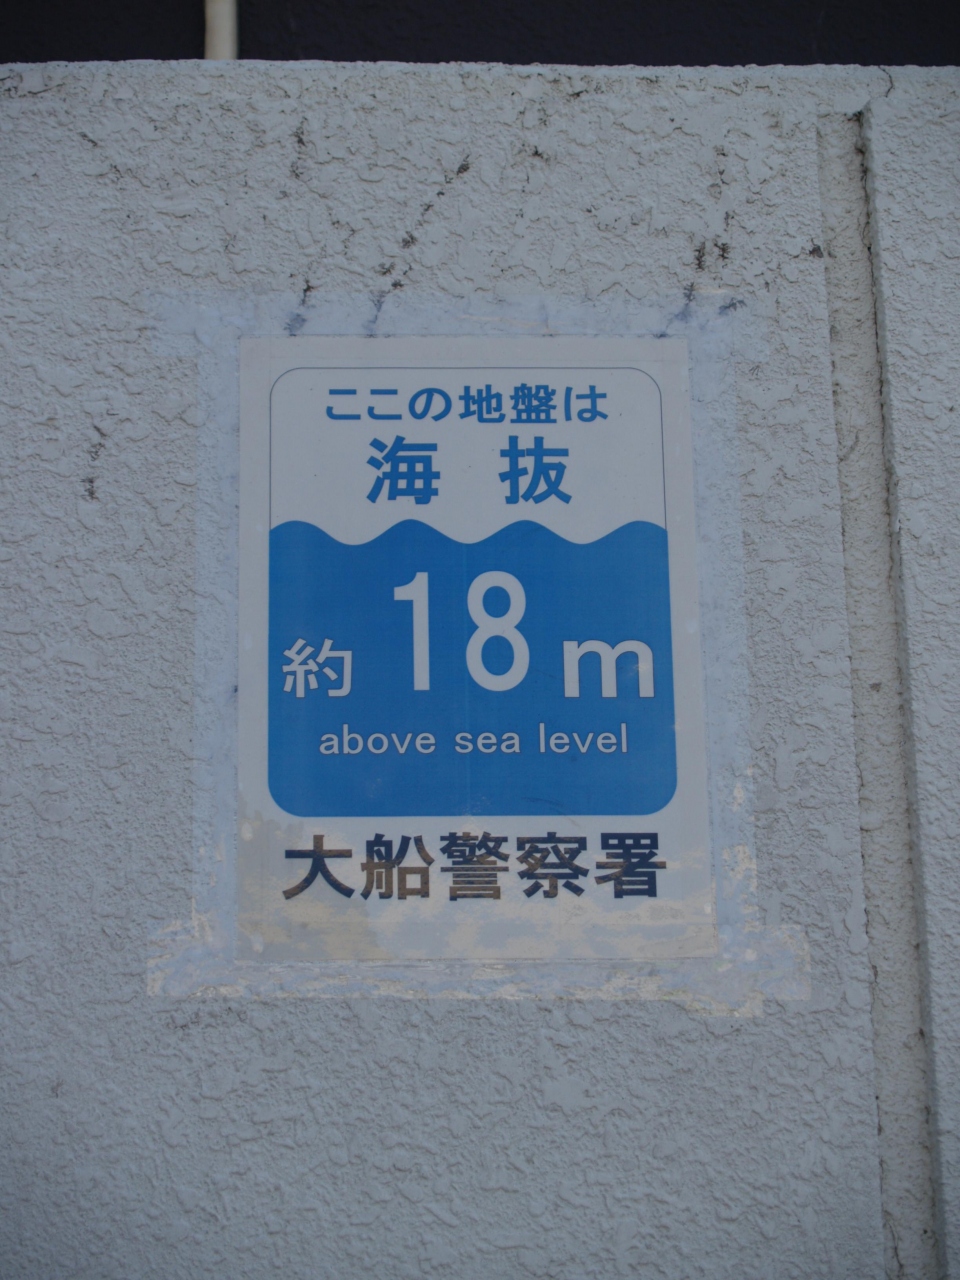 ここの地盤は
海 抜
約 18 m
above sea level
大船警察署